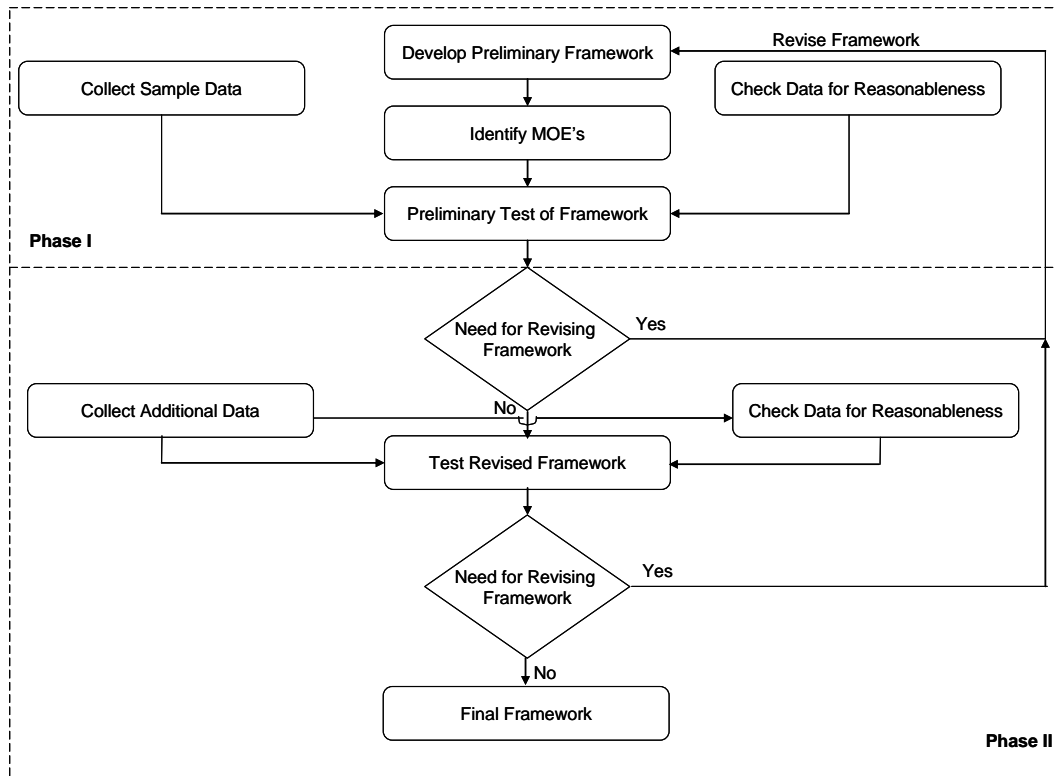 Revise Framework
Develop Preliminary Framework
Collect Sample Data
Check Data for Reasonableness
Identify MOE's
Preliminary Test of Framework
Phase I
Need for Revising
Framework
Yes
No
Collect Additional Data
Check Data for Reasonableness
Test Revised Framework
Need for Revising
Framework
Yes
No
Final Framework
Phase II